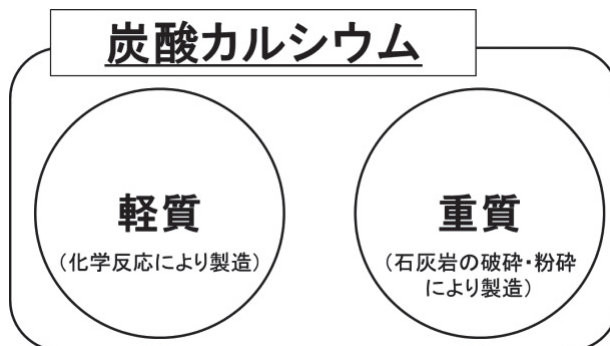 炭酸カルシウム
軽質
（化学反応により製造）
重質
（石灰岩の破砕・粉砕
により製造）